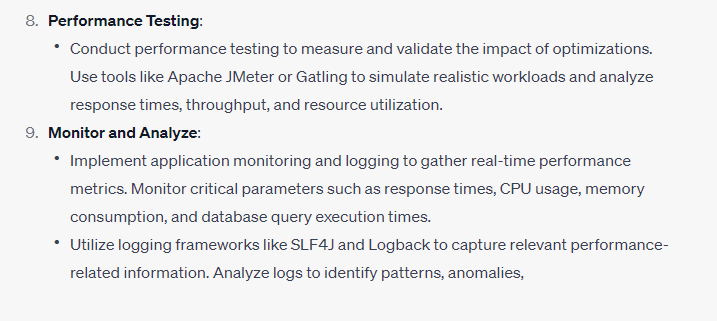 8. Performance Testing:
• Conduct performance testing to measure and validate the impact of optimizations.
Use tools like Apache JMeter or Gatling to simulate realistic workloads and analyze
response times, throughput, and resource utilization.
9. Monitor and Analyze:
• Implement application monitoring and logging to gather real-time performance
metrics. Monitor critical parameters such as response times, CPU usage, memory
consumption, and database query execution times.
• Utilize logging frameworks like SLF4J and Logback to capture relevant performance-
related information. Analyze logs to identify patterns, anomalies,